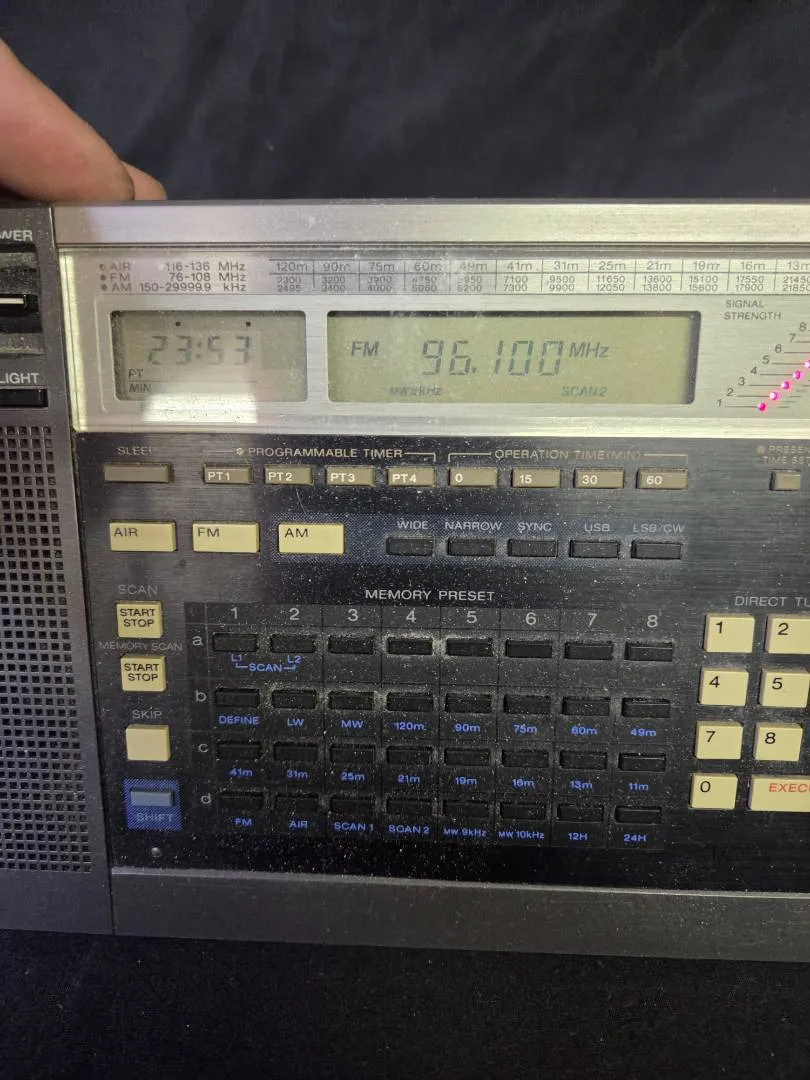 WER
AIR 116-136 MHz
FM 76-108 MHz
AM 150-29999.9 kHz
120m 90m 75m 60m 49m 41m 31m 25m 21m 19m 16m 13m
2300 3200 3900 4750 5950 7100 9500 11650 13600 15100 17550 21450
2495 3400 4000 5060 6200 7300 9900 12050 13800 15600 17900 21850
SIGNAL
STRENGTH
1 2 3 4 5 6 7 8
23:53
PT
MIN
FM 96.100 MHz
MW9kHz SCAN2
LIGHT
SLEEP
PROGRAMMABLE TIMER
OPERATION TIME(MIN)
PT1 PT2 PT3 PT4 0 15 30 60
TIME SET
AIR FM AM
WIDE NARROW SYNC USB LSB/CW
SCAN
START
STOP
MEMORY SCAN
START
STOP
SKIP
SHIFT
MEMORY PRESET
1 2 3 4 5 6 7 8
a
L1 L2
SCAN
b
DEFINE LW MW 120m 90m 75m 60m 49m
c
41m 31m 25m 21m 19m 16m 13m 11m
d
FM AIR SCAN 1 SCAN 2 MW 9kHz MW 10kHz 12H 24H
DIRECT TU
1 2
4 5
7 8
0 EXECU